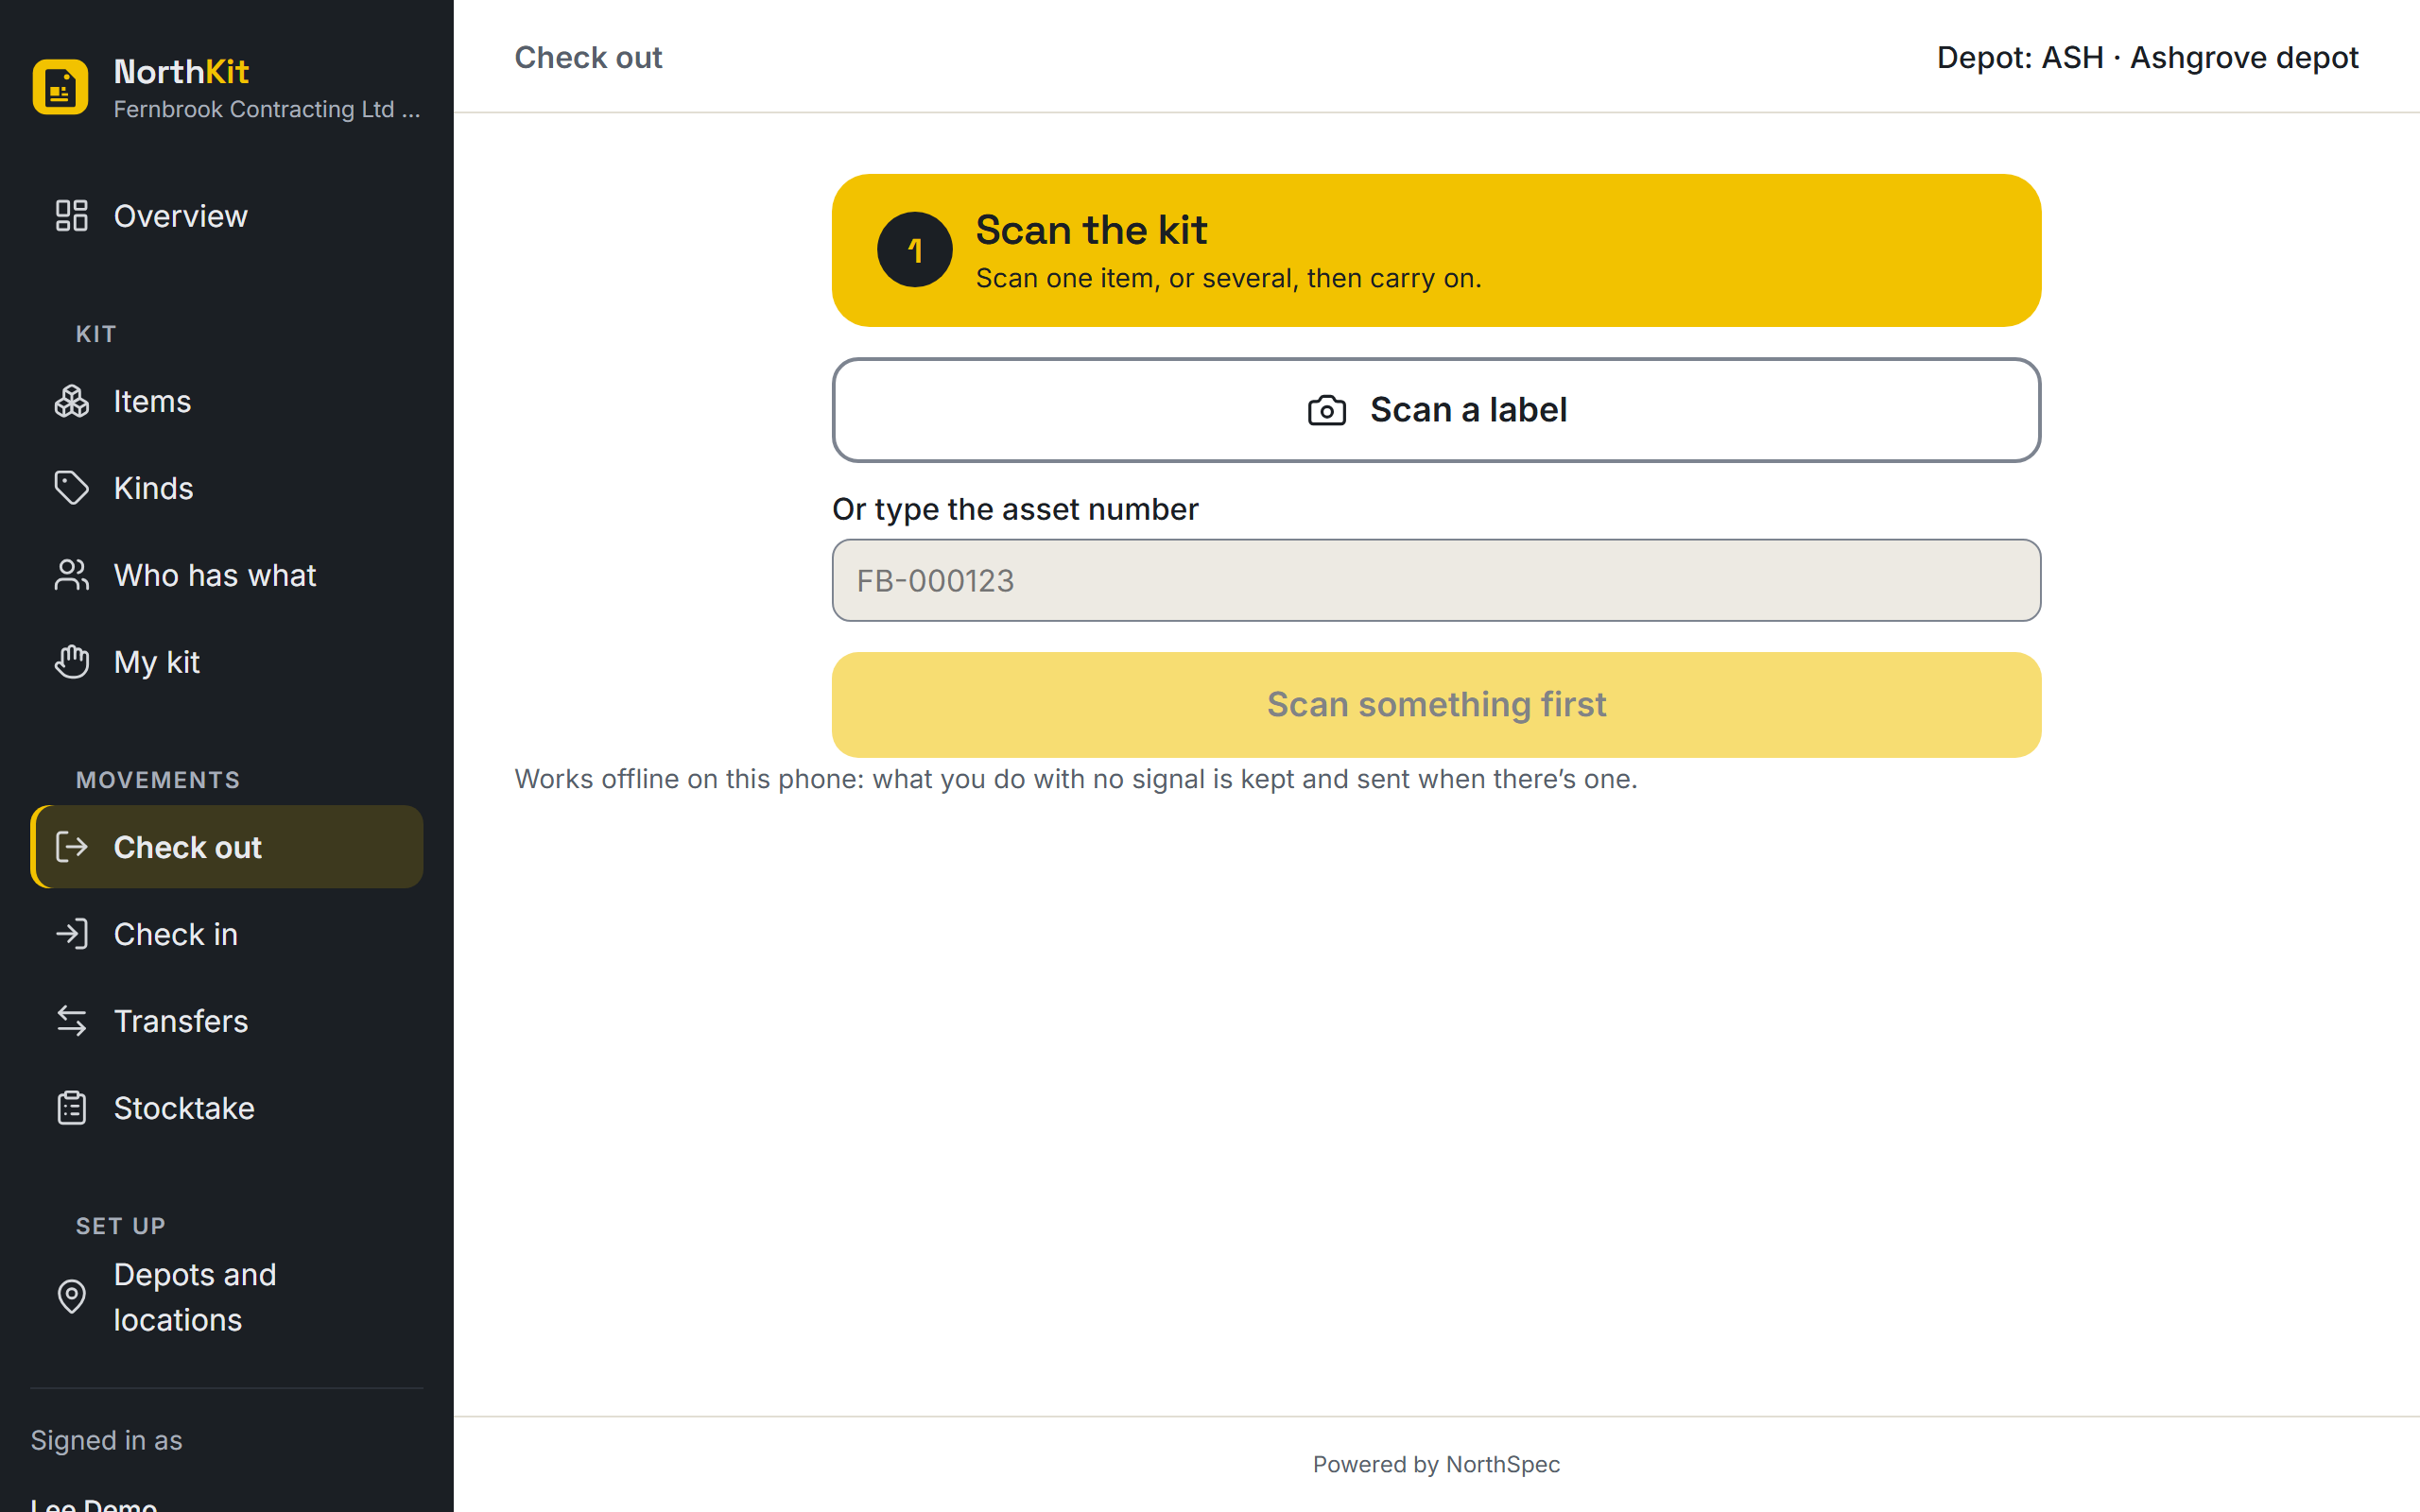 NorthKit
Fernbrook Contracting Ltd ...
Overview
KIT
Items
Kinds
Who has what
My kit
MOVEMENTS
Check out
Check in
Transfers
Stocktake
SET UP
Depots and
locations
Signed in as
Lee Demo
Check out
Depot: ASH · Ashgrove depot
1
Scan the kit
Scan one item, or several, then carry on.
Scan a label
Or type the asset number
FB-000123
Scan something first
Works offline on this phone: what you do with no signal is kept and sent when there’s one.
Powered by NorthSpec